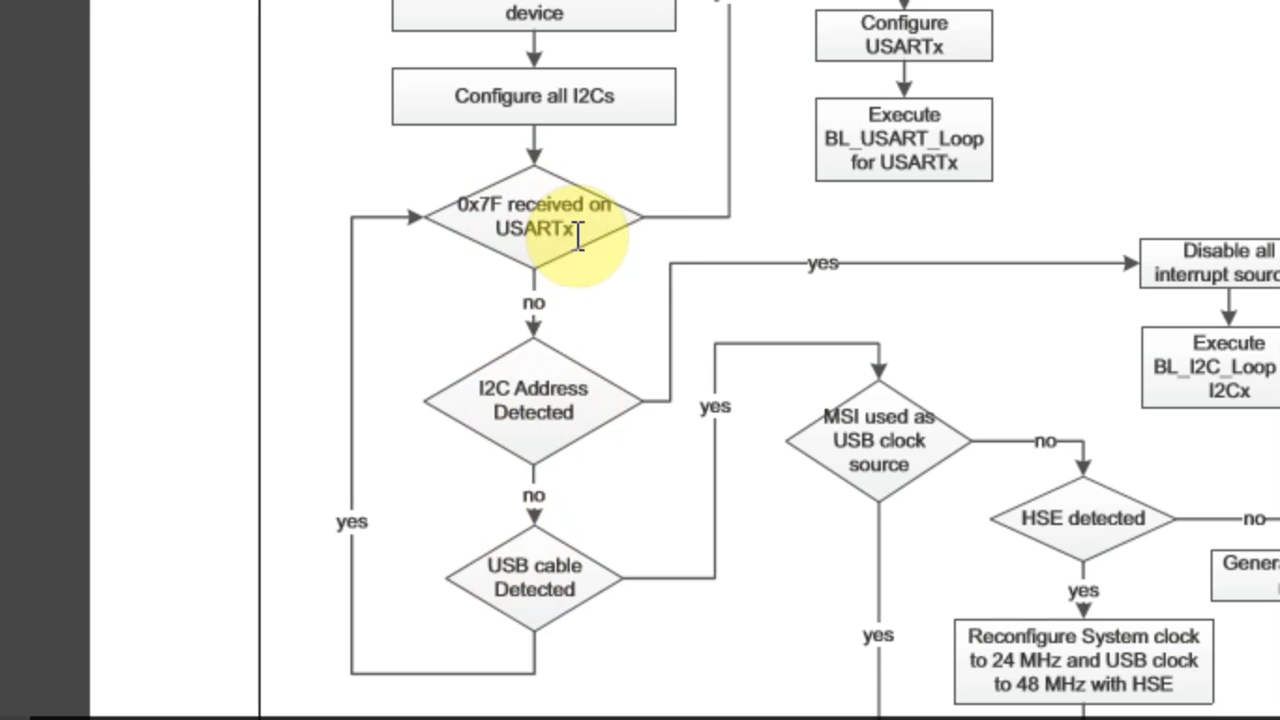 device
Configure all I2Cs
0x7F received on
USARTx
no
I2C Address
Detected
no
USB cable
Detected
yes
yes
yes
Configure
USARTx
Execute
BL_USART_Loop
for USARTx
MSI used as
USB clock
source
yes
no
HSE detected
no
yes
Reconfigure System clock
to 24 MHz and USB clock
to 48 MHz with HSE
Disable all
interrupt
Execute
BL_I2C_Loop
I2Cx